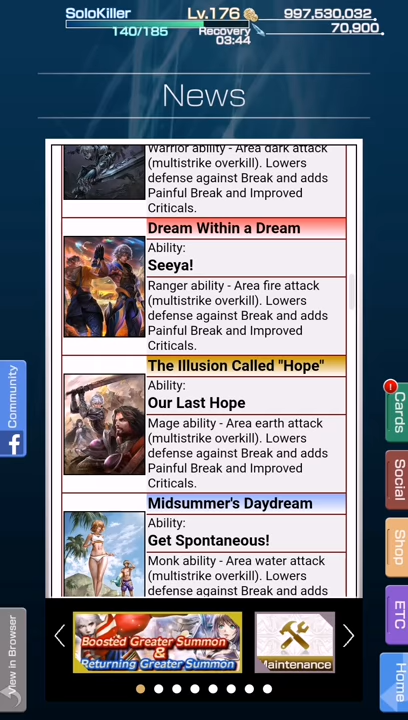 SoloKiller
Lv.176
997,530,032
140/185
Recovery
03:44
70,900
News
Warrior ability - Area dark attack
(multistrike overkill). Lowers
defense against Break and adds
Painful Break and Improved
Criticals.
Dream Within a Dream
Ability:
Seeya!
Ranger ability - Area fire attack
(multistrike overkill). Lowers
defense against Break and adds
Painful Break and Improved
Criticals.
The Illusion Called "Hope"
Ability:
Our Last Hope
Mage ability - Area earth attack
(multistrike overkill). Lowers
defense against Break and adds
Painful Break and Improved
Criticals.
Midsummer's Daydream
Ability:
Get Spontaneous!
Monk ability - Area water attack
(multistrike overkill). Lowers
defense against Break and adds
Community
f
View in Browser
!
Cards
Social
Shop
ETC
Home
Boosted Greater Summon
&
Returning Greater Summon
Maintenance